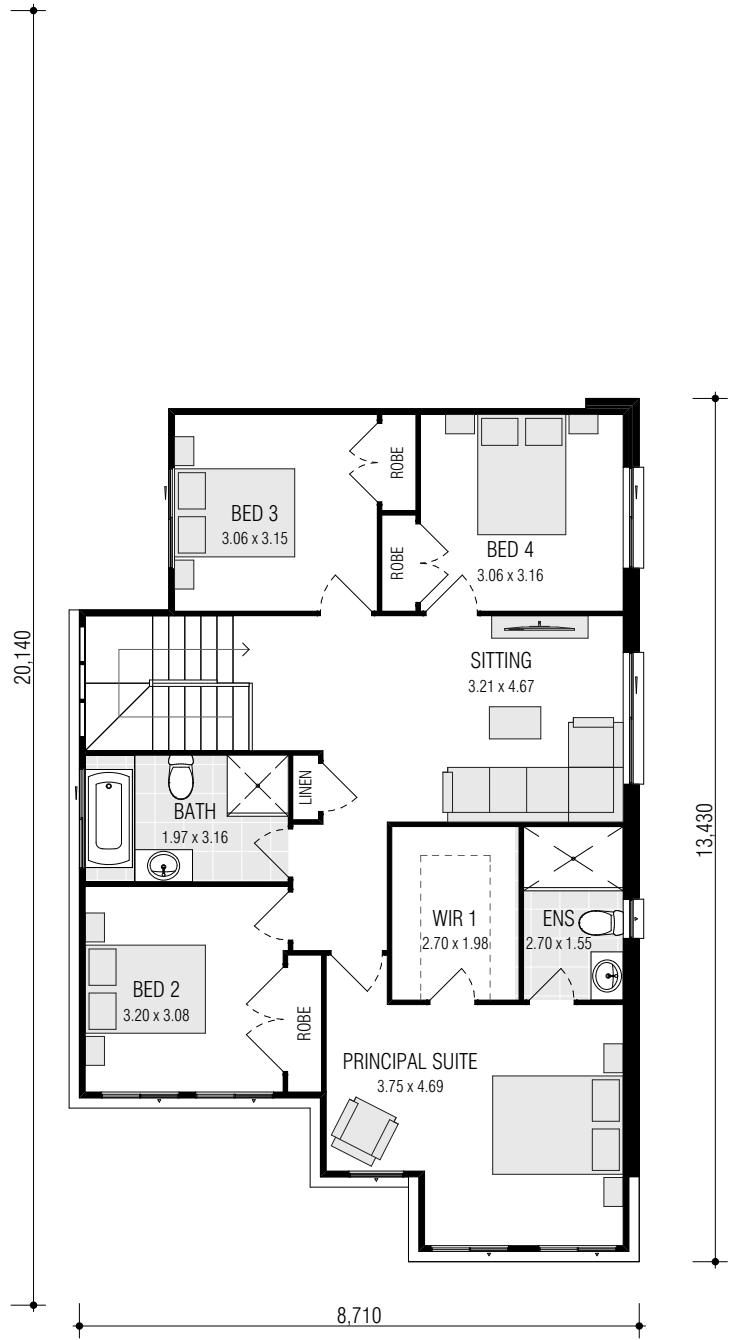 ROBE
BED 3
3.06 x 3.15
BED 4
3.06 x 3.16
ROBE
20,140
SITTING
3.21 x 4.67
LINEN
BATH
1.97 x 3.16
13,430
WIR 1
2.70 x 1.98
ENS
2.70 x 1.55
BED 2
3.20 x 3.08
ROBE
PRINCIPAL SUITE
3.75 x 4.69
8,710